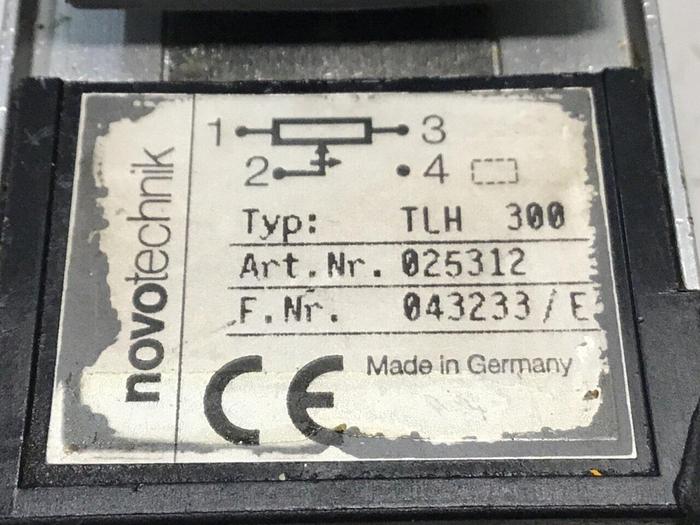 novotechnik
1 3
2 4
Typ: TLH 300
Art.Nr. 025312
F.Nr. 043233/E
CE Made in Germany